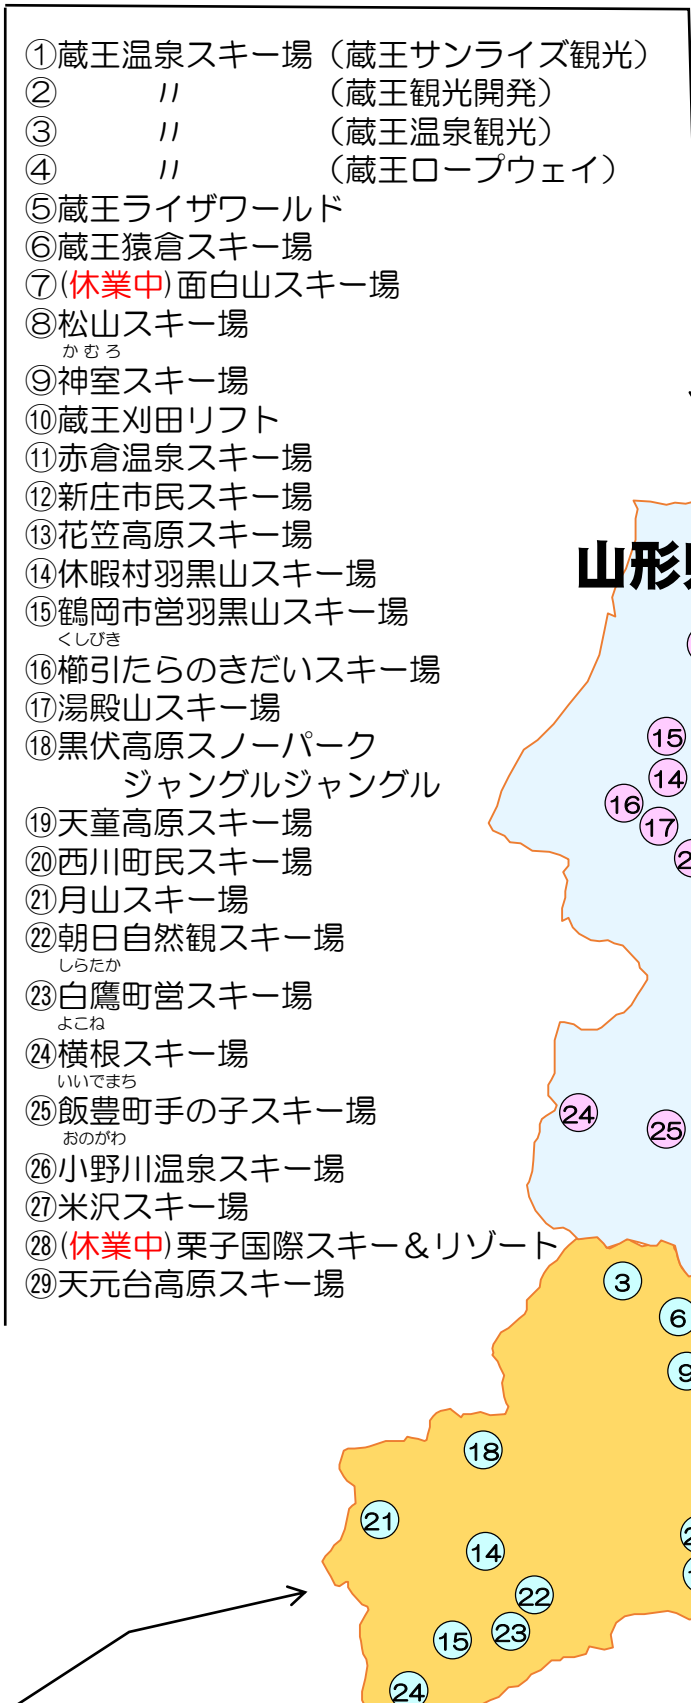 ①蔵王温泉スキー場（蔵王サンライズ観光）
②　〃　（蔵王観光開発）
③　〃　（蔵王温泉観光）
④　〃　（蔵王ロープウェイ）
⑤蔵王ライザワールド
⑥蔵王猿倉スキー場
⑦(休業中)面白山スキー場
⑧松山スキー場
かむろ
⑨神室スキー場
⑩蔵王刈田リフト
⑪赤倉温泉スキー場
⑫新庄市民スキー場
⑬花笠高原スキー場
⑭休暇村羽黒山スキー場
⑮鶴岡市営羽黒山スキー場
くしびき
⑯櫛引たらのきだいスキー場
⑰湯殿山スキー場
⑱黒伏高原スノーパーク
ジャングルジャングル
⑲天童高原スキー場
⑳西川町民スキー場
㉑月山スキー場
㉒朝日自然観スキー場
しらたか
㉓白鷹町営スキー場
よこね
㉔横根スキー場
いいでまち
㉕飯豊町手の子スキー場
おのがわ
㉖小野川温泉スキー場
㉗米沢スキー場
㉘(休業中)栗子国際スキー＆リゾート
㉙天元台高原スキー場
山形
15
14
16
17
24
25
3
6
9
18
21
14
22
23
15
24